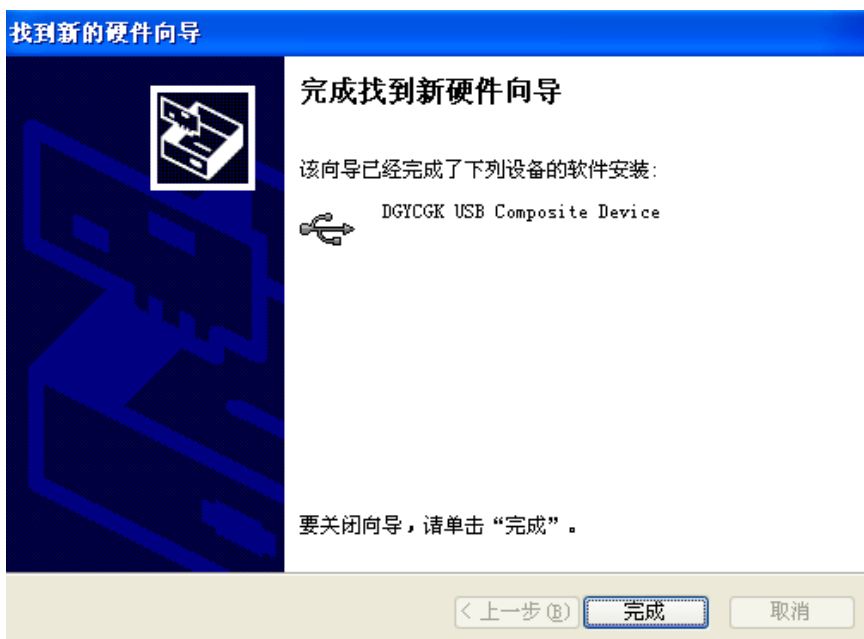 找到新的硬件向导
完成找到新硬件向导
该向导已经完成了下列设备的软件安装:
DGYCGK USB Composite Device
要关闭向导，请单击“完成”。
< 上一步(B)
完成
取消